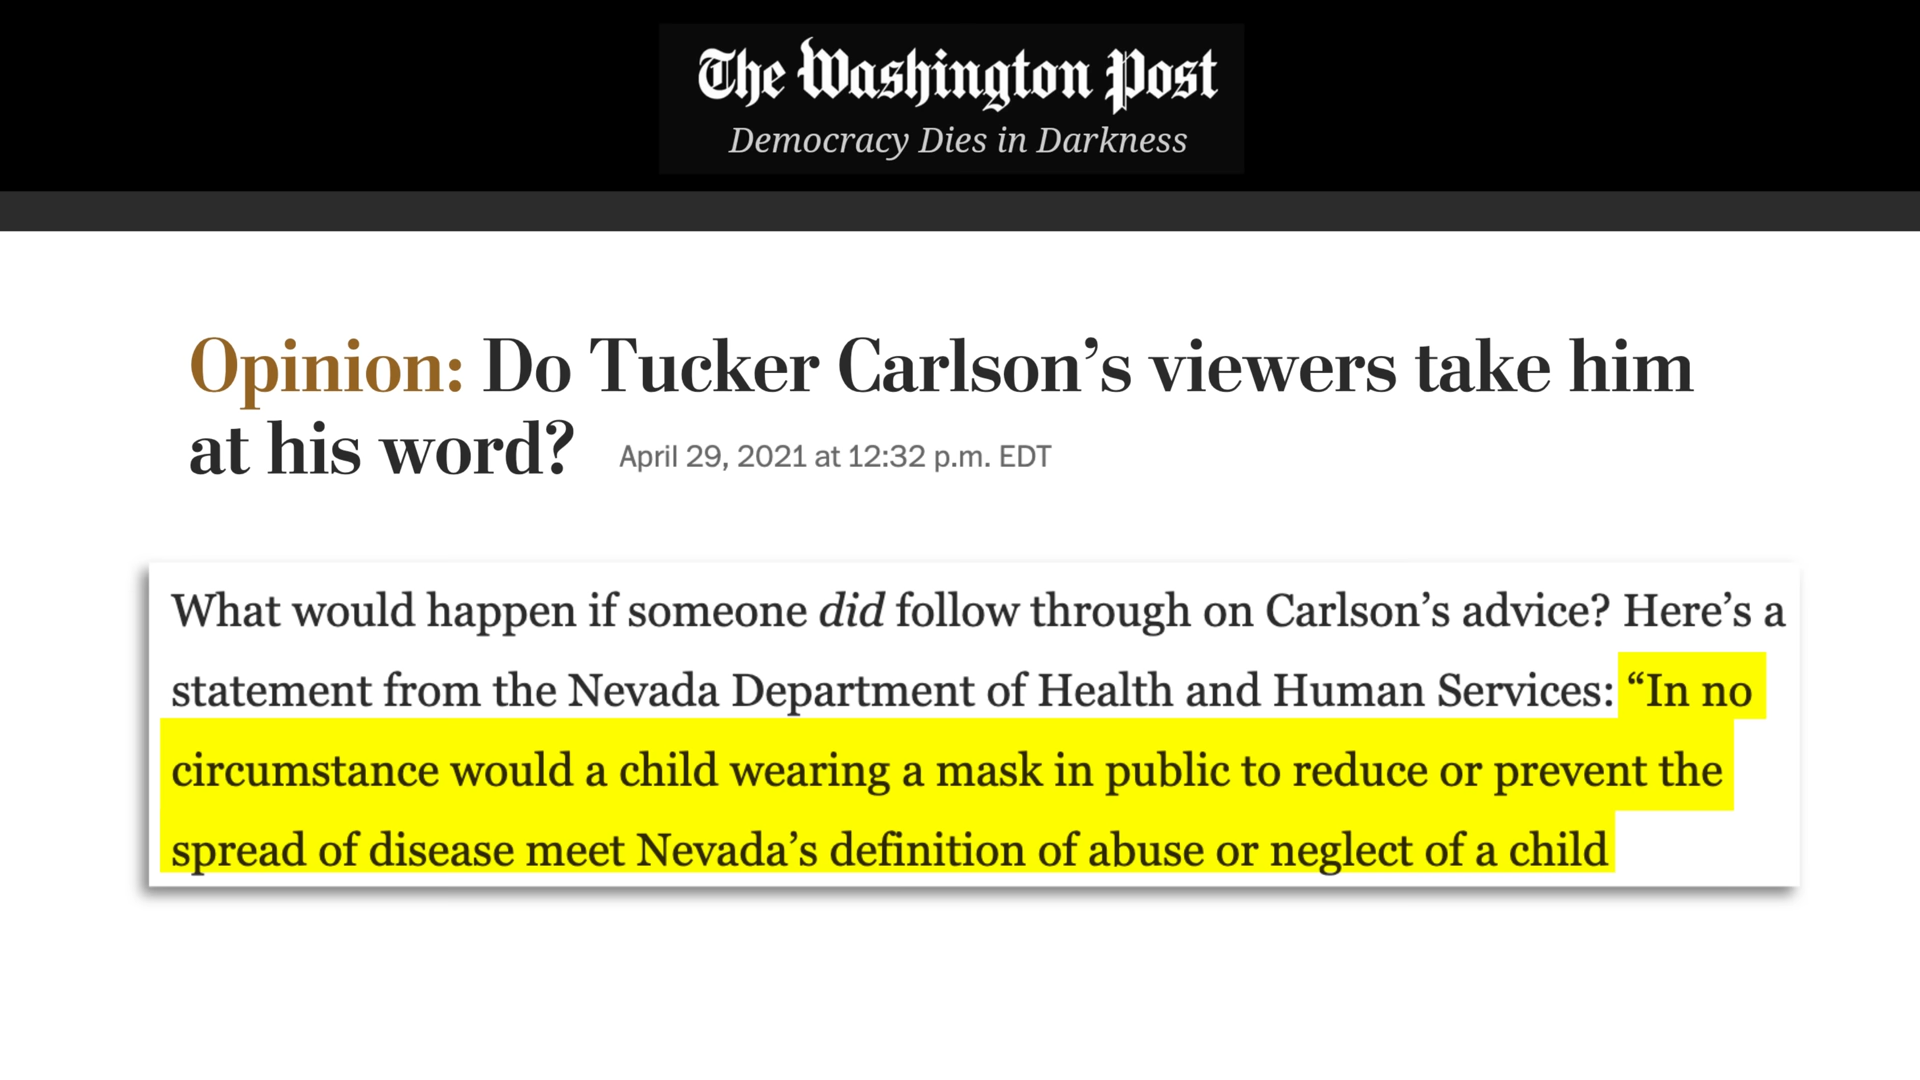 The Washington Post
Democracy Dies in Darkness
Opinion: Do Tucker Carlson’s viewers take him
at his word? April 29, 2021 at 12:32 p.m. EDT
What would happen if someone did follow through on Carlson’s advice? Here’s a
statement from the Nevada Department of Health and Human Services: “In no
circumstance would a child wearing a mask in public to reduce or prevent the
spread of disease meet Nevada’s definition of abuse or neglect of a child